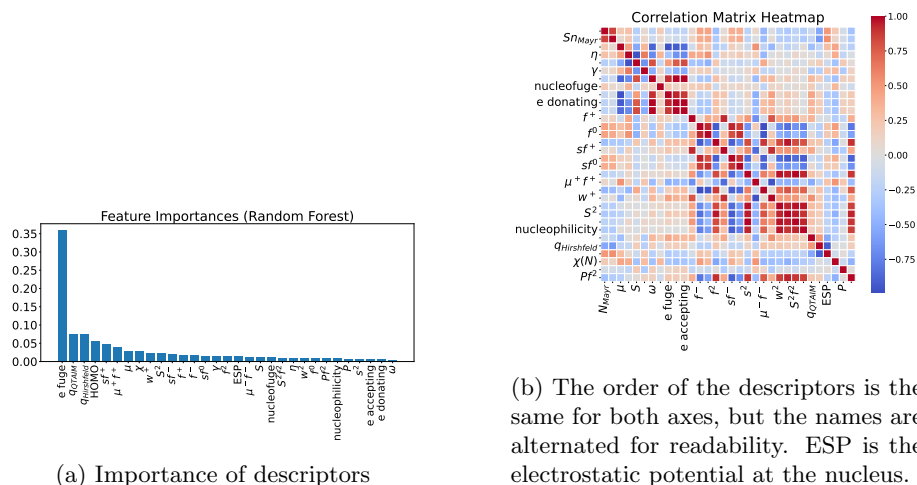 Correlation Matrix Heatmap
Sn_Mayr
η
γ
nucleofuge
e donating
f⁺
f⁰
sf⁺
sf⁰
μ⁺f⁺
w⁺
S²
nucleophilicity
q_Hirshfeld
χ(N)
Pf²
N_Mayr
μ
S
ω
e fuge
e accepting
f⁻
f²
sf⁻
s²
μ⁻f⁻
w²
S²f²
q_QTAIM
ESP
P
1.00
0.75
0.50
0.25
0.00
−0.25
−0.50
−0.75
Feature Importances (Random Forest)
0.35
0.30
0.25
0.20
0.15
0.10
0.05
0.00
e fuge
q_QTAIM
q_Hirshfeld
HOMO
sf⁺
μ⁺f⁺
μ
χ
w⁺
S²
sf⁻
f⁺
f⁻
sf⁰
γ
f²
ESP
μ⁻f⁻
S
nucleofuge
S²f²
η
w²
f⁰
Pf²
nucleophilicity
P
s²
e accepting
e donating
ω
(a) Importance of descriptors
(b) The order of the descriptors is the
same for both axes, but the names are
alternated for readability. ESP is the
electrostatic potential at the nucleus.